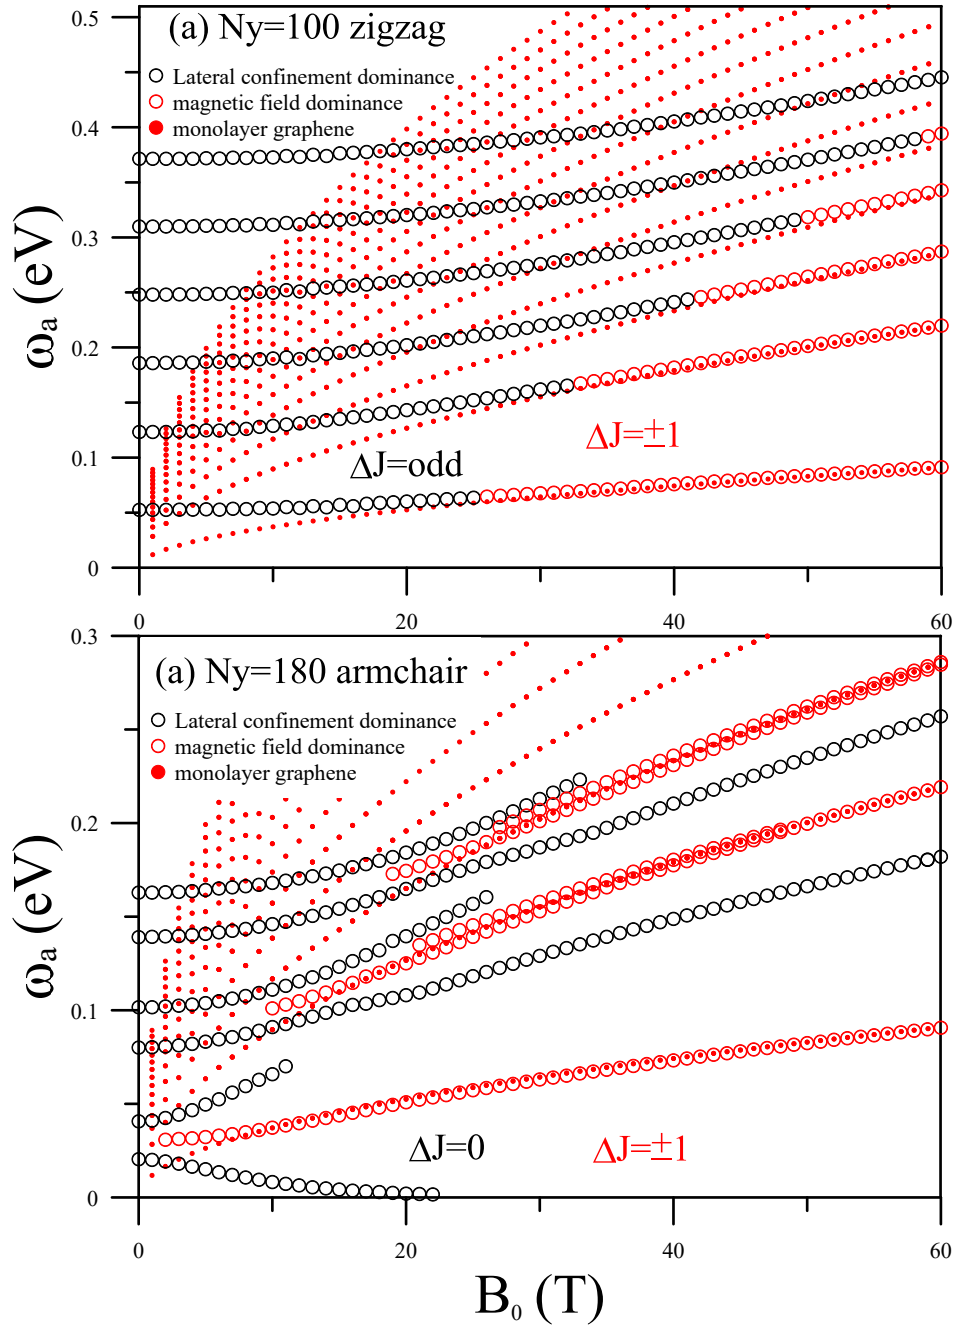 (a) Ny=100 zigzag
Lateral confinement dominance
magnetic field dominance
monolayer graphene
0.5
0.4
0.3
0.2
0.1
0
ωa (eV)
ΔJ=odd
ΔJ=±1
0 20 40 60
(a) Ny=180 armchair
Lateral confinement dominance
magnetic field dominance
monolayer graphene
0.3
0.2
0.1
0
ωa (eV)
ΔJ=0
ΔJ=±1
0 20 40 60
B0 (T)